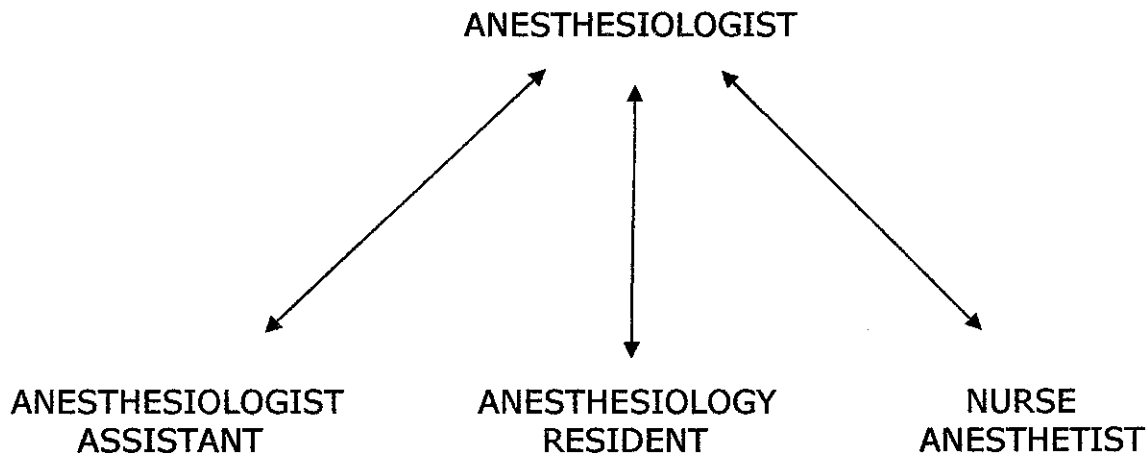 ANESTHESIOLOGIST
ANESTHESIOLOGIST
ASSISTANT
ANESTHESIOLOGY
RESIDENT
NURSE
ANESTHETIST